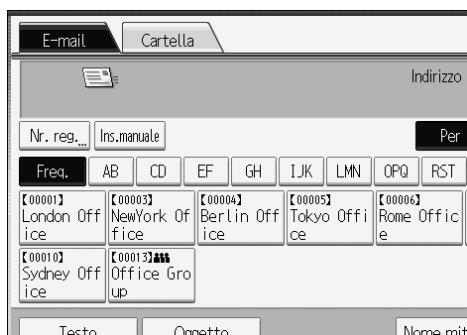 E-mail Cartella
Indirizzo
Nr. reg. Ins.manuale Per
Freq. AB CD EF GH IJK LMN OPQ RST
【00001】 【00003】 【00004】 【00005】 【00006】
London Off NewYork Of Berlin Off Tokyo Offi Rome Offic
ice fice ice ce e
【00010】 【00013】
Sydney Off Office Gro
ice up
Testo Oggetto Nome mit